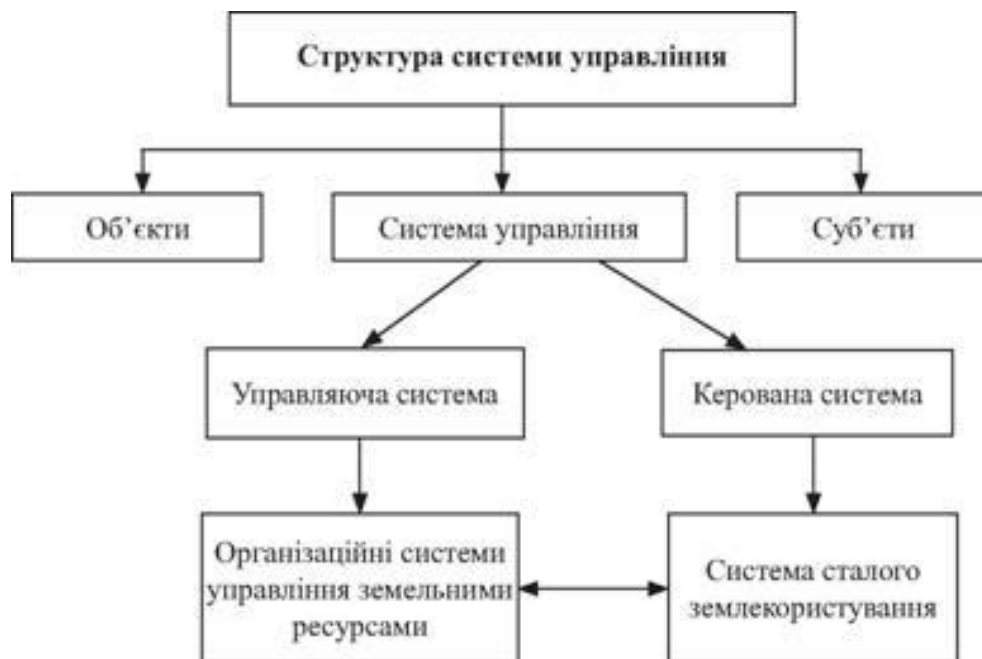 Структура системи управління
Об’єкти
Система управління
Суб’єти
Управляюча система
Керована система
Організаційні системи
управління земельними
ресурсами
Система сталого
землекористування